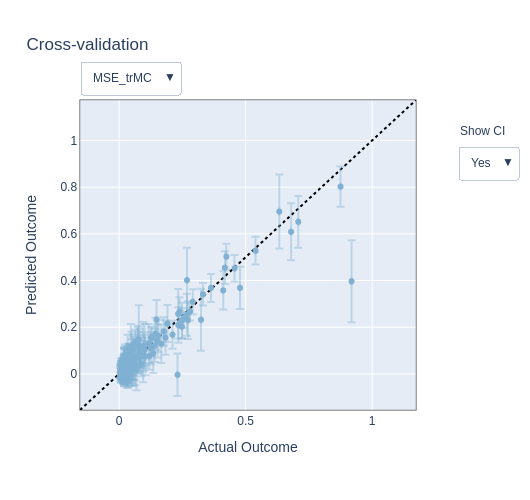 Cross-validation
MSE_trMC ▼
Show CI
Yes ▼
Predicted Outcome
1
0.8
0.6
0.4
0.2
0
0 0.5 1
Actual Outcome